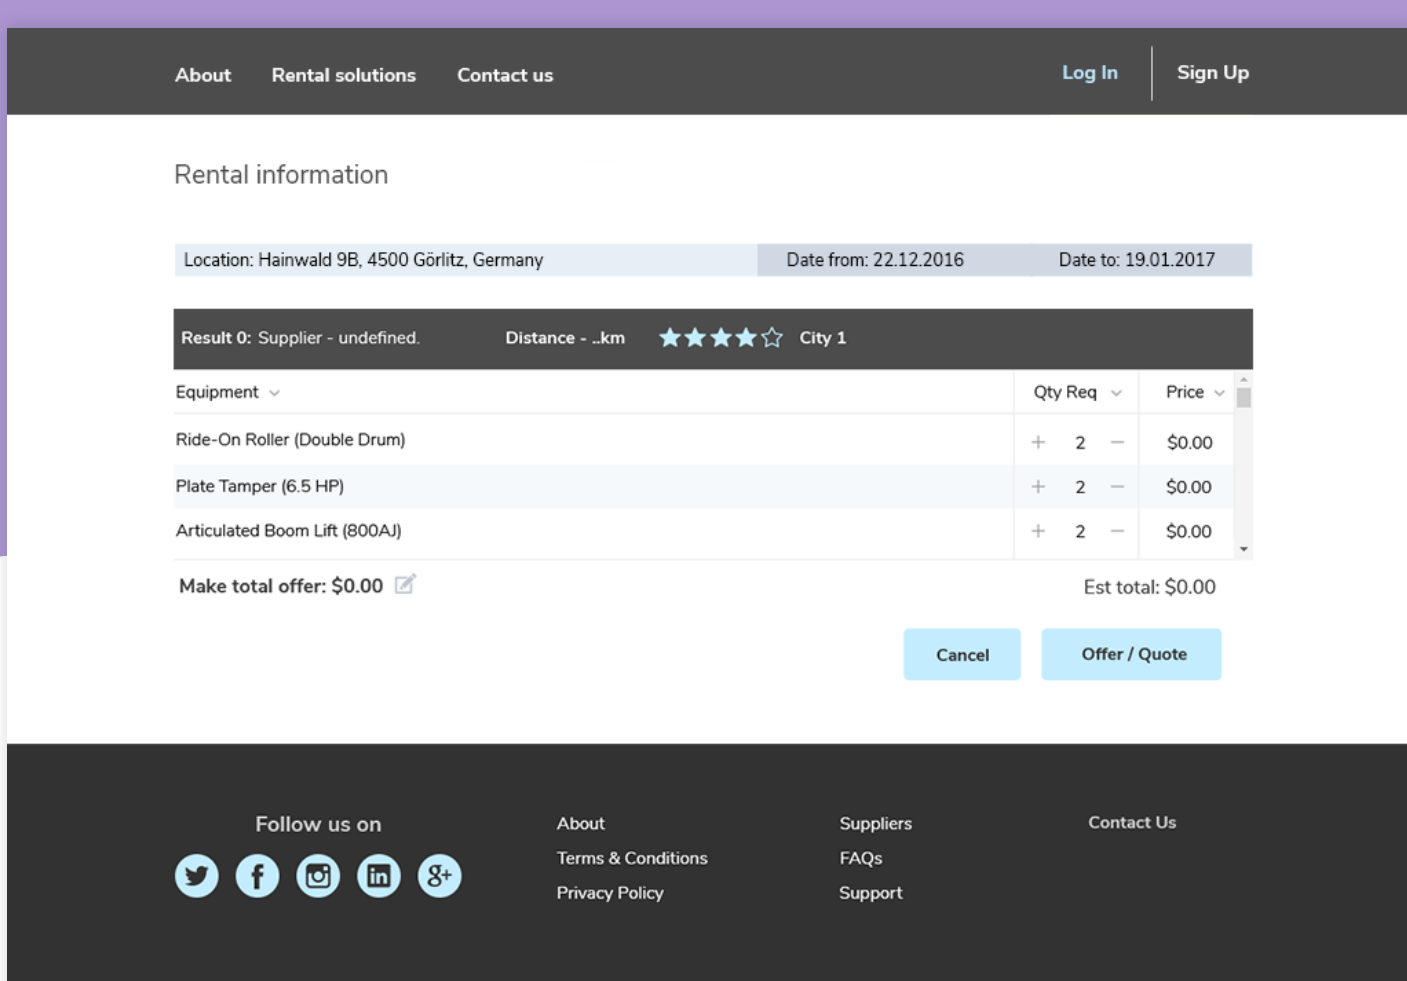 About Rental solutions Contact us Log In Sign Up
Rental information
Location: Hainwald 9B, 4500 Görlitz, Germany Date from: 22.12.2016 Date to: 19.01.2017
Result 0: Supplier - undefined. Distance - ..km City 1
Equipment Qty Req Price
Ride-On Roller (Double Drum) + 2 − $0.00
Plate Tamper (6.5 HP) + 2 − $0.00
Articulated Boom Lift (800AJ) + 2 − $0.00
Make total offer: $0.00 Est total: $0.00
Cancel Offer / Quote
Follow us on About Suppliers Contact Us
Terms & Conditions FAQs
Privacy Policy Support